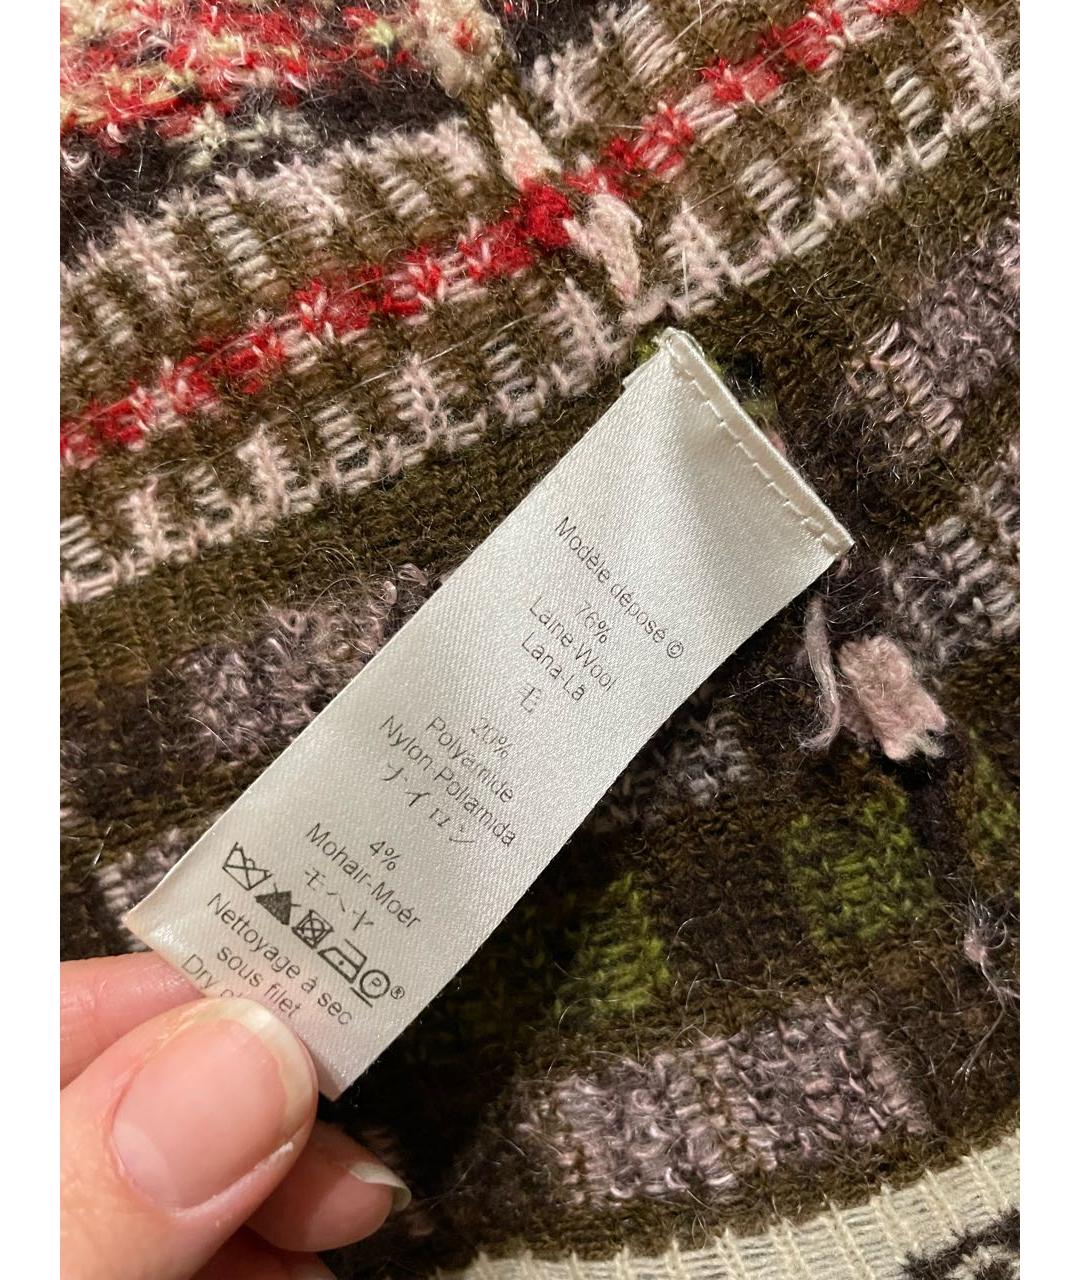 Modèle déposé ©
76%
Laine-Wool
Lana-Lã
毛
20%
Polyamide
Nylon-Poliamida
ナイロン
4%
Mohair-Moér
モヘヤ
P ®
Nettoyage à sec
sous filet
Dry